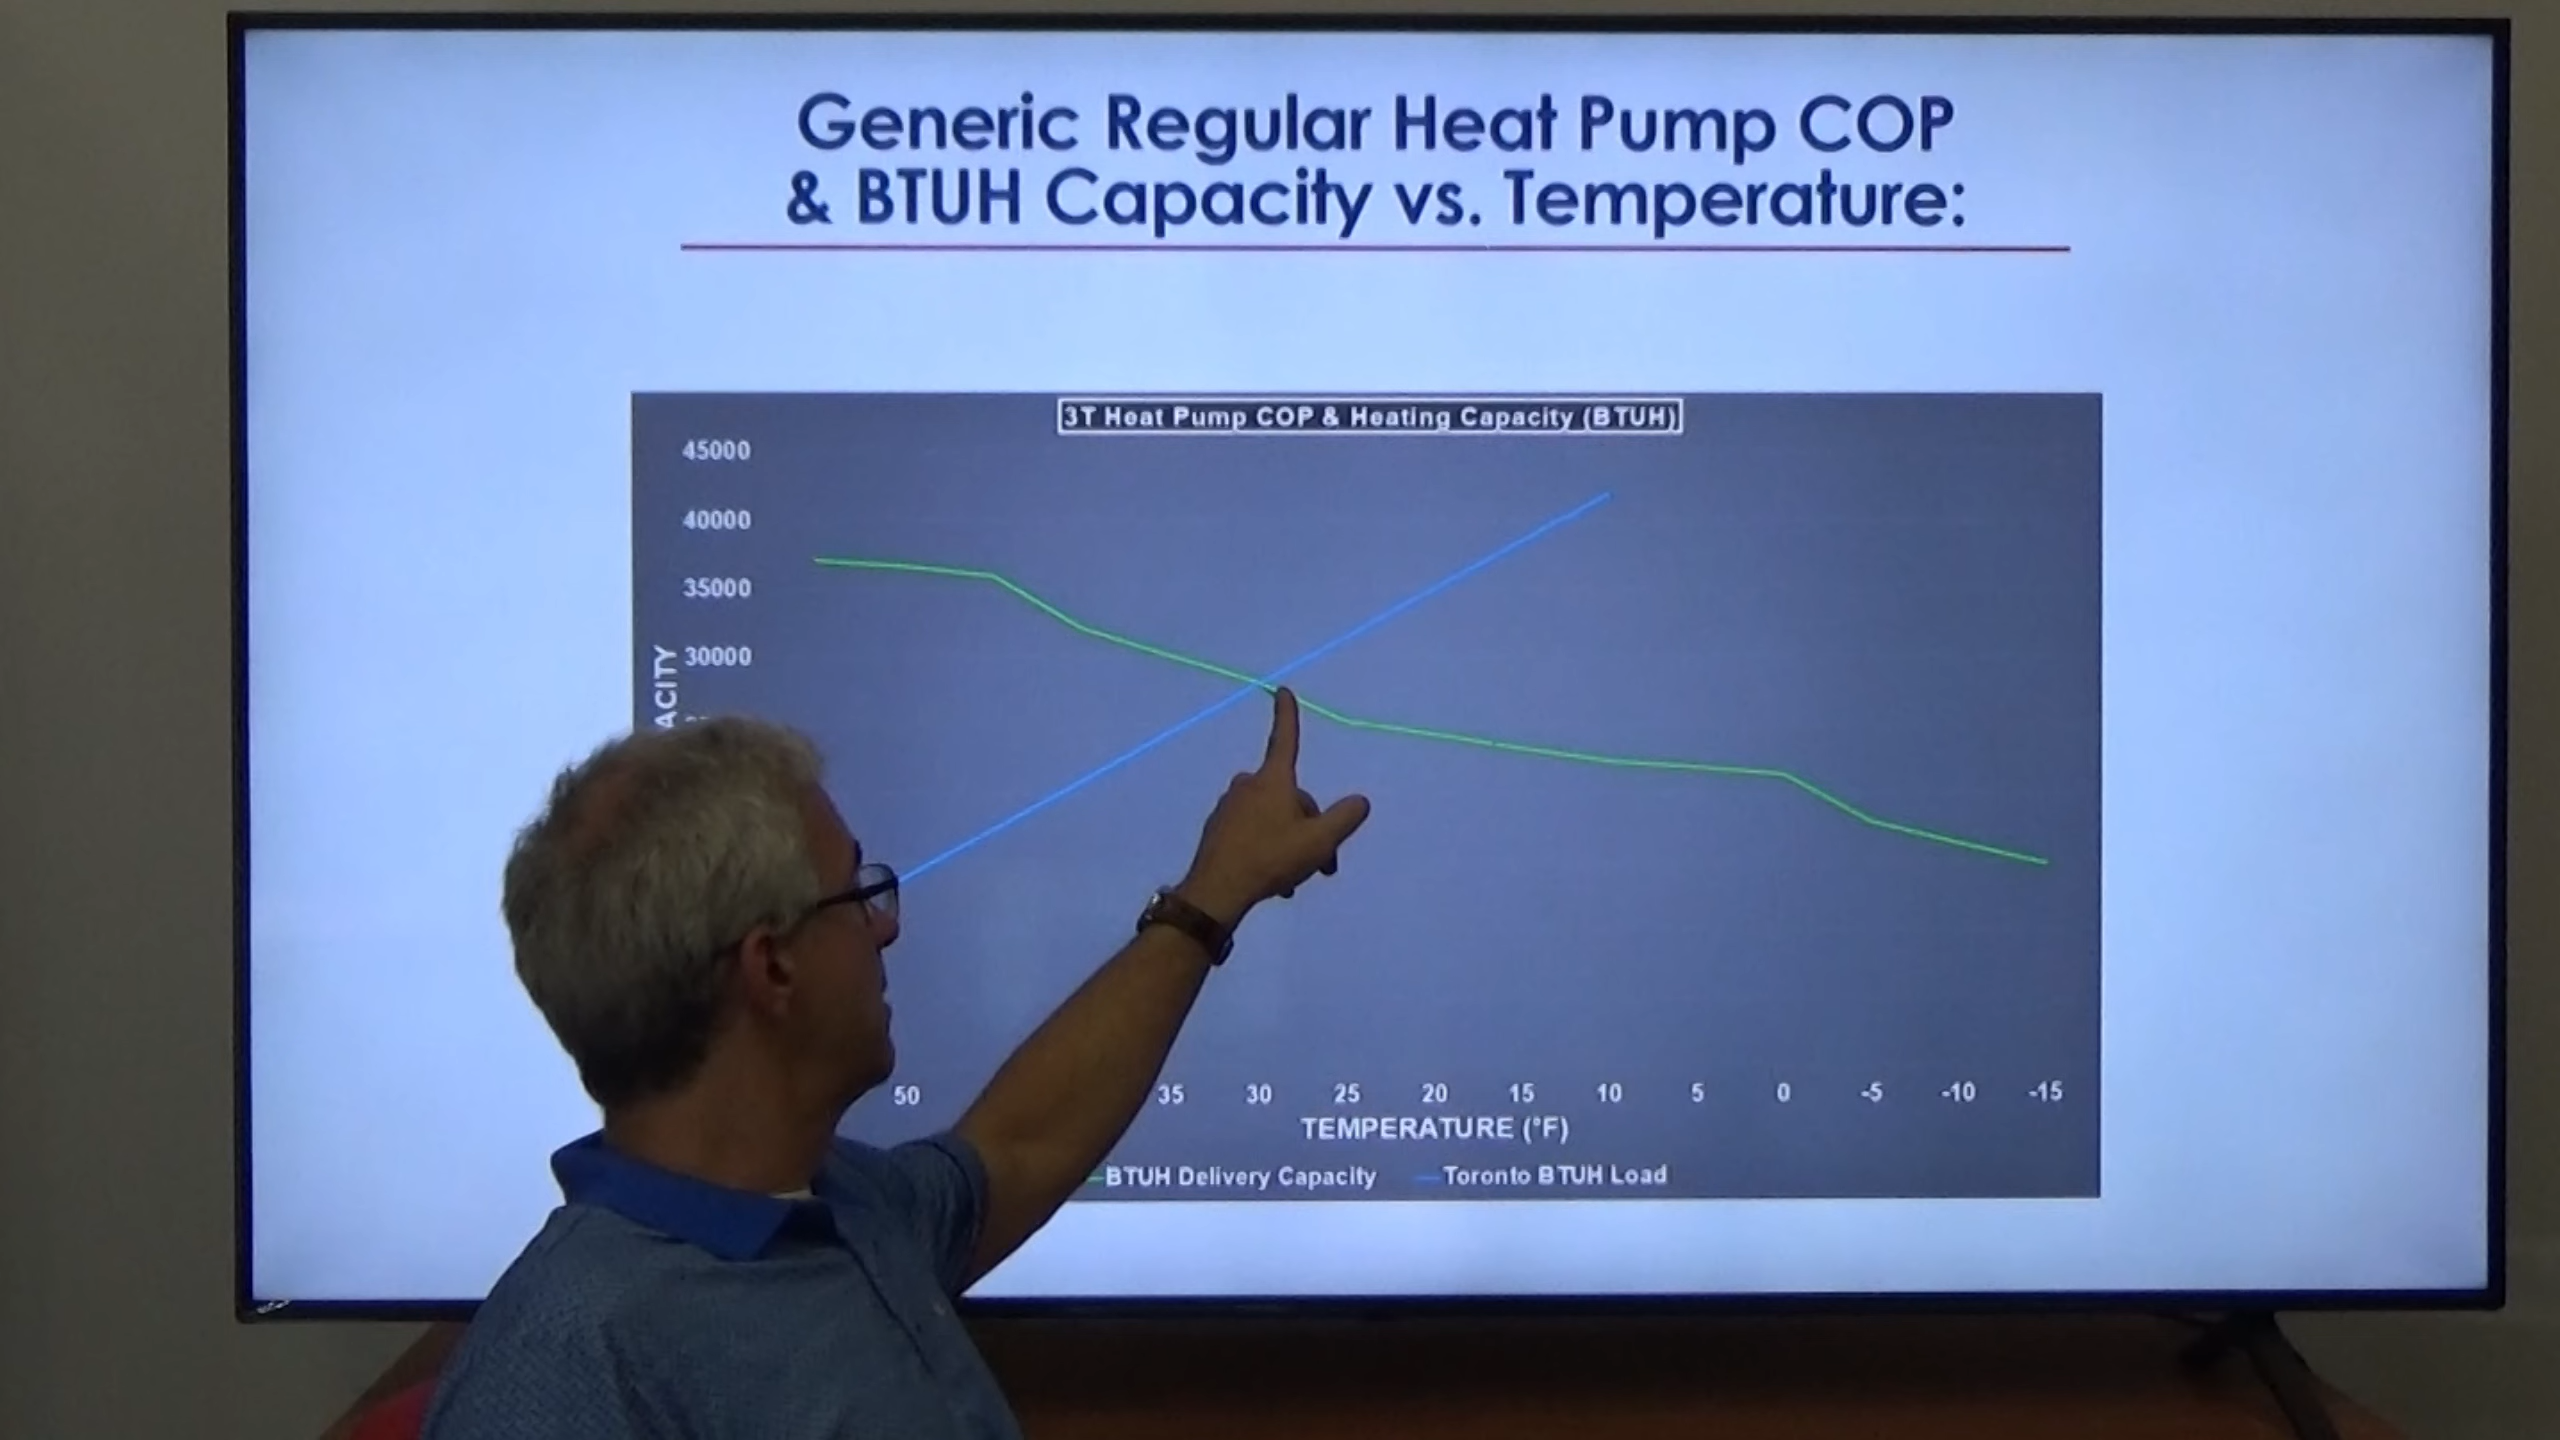 Generic Regular Heat Pump COP
& BTUH Capacity vs. Temperature:
3T Heat Pump COP & Heating Capacity (BTUH)
45000
40000
35000
30000
50 35 30 25 20 15 10 5 0 -5 -10 -15
TEMPERATURE (°F)
BTUH Delivery Capacity Toronto BTUH Load